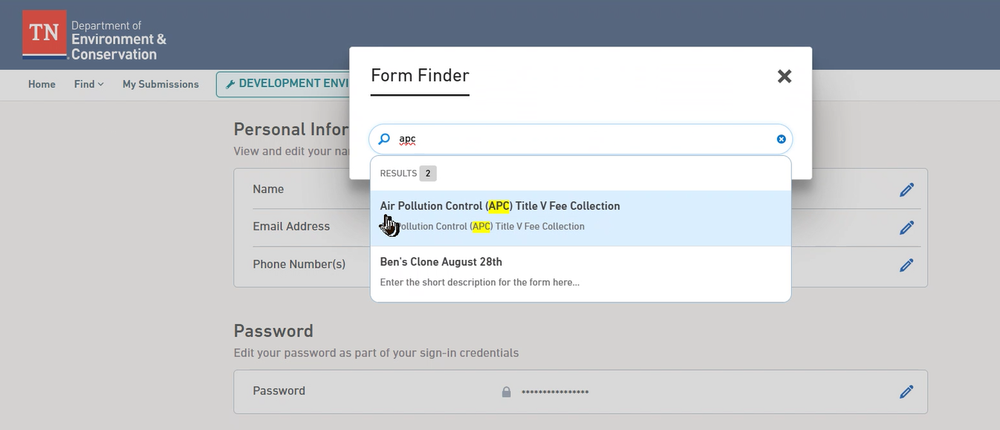 TN
Department of
Environment &
Conservation
Home Find My Submissions DEVELOPMENT ENVI
Form Finder
apc
RESULTS 2
Air Pollution Control (APC) Title V Fee Collection
Pollution Control (APC) Title V Fee Collection
Ben's Clone August 28th
Enter the short description for the form here...
Personal Infor
View and edit your na
Name
Email Address
Phone Number(s)
Password
Edit your password as part of your sign-in credentials
Password ****************